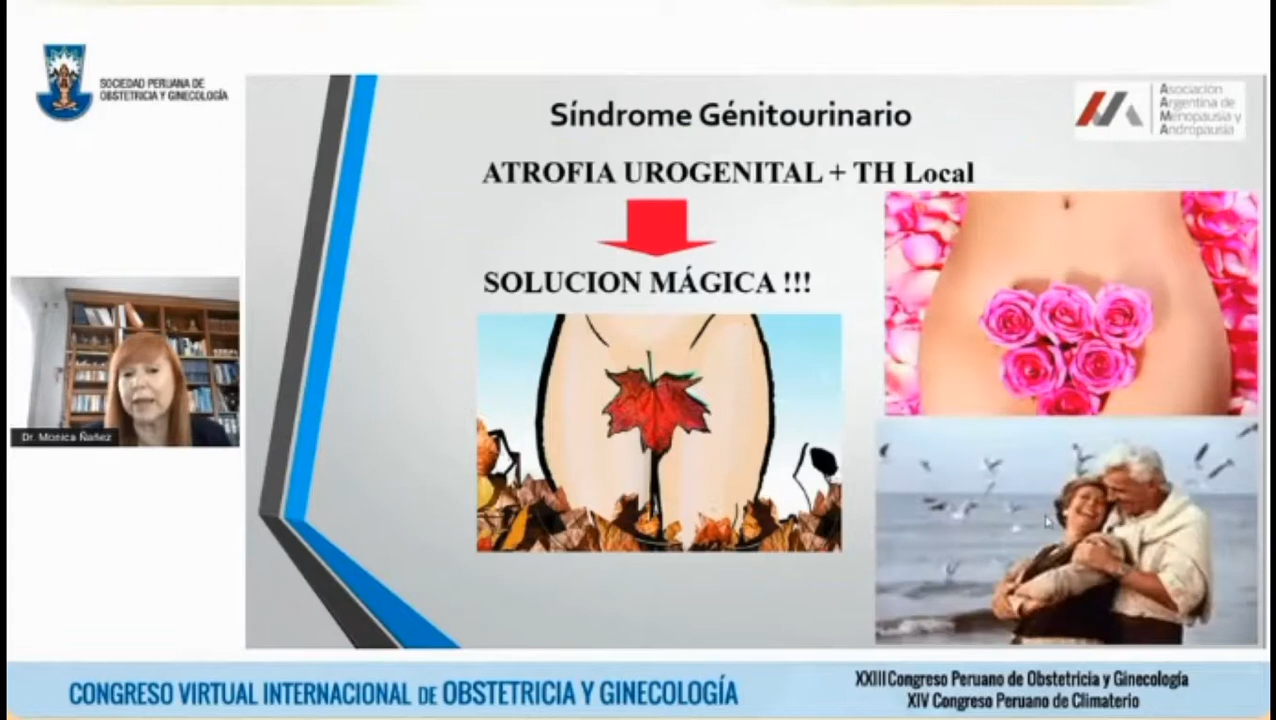 SOCIEDAD PERUANA DE
OBSTETRICIA Y GINECOLOGÍA
Síndrome Génitourinario
Asociación
Argentina de
Menopausia y
Andropausia
ATROFIA UROGENITAL + TH Local
SOLUCION MÁGICA !!!
Dr. Monica Ñañez
CONGRESO VIRTUAL INTERNACIONAL DE OBSTETRICIA Y GINECOLOGÍA
XXIII Congreso Peruano de Obstetricia y Ginecología
XIV Congreso Peruano de Climaterio